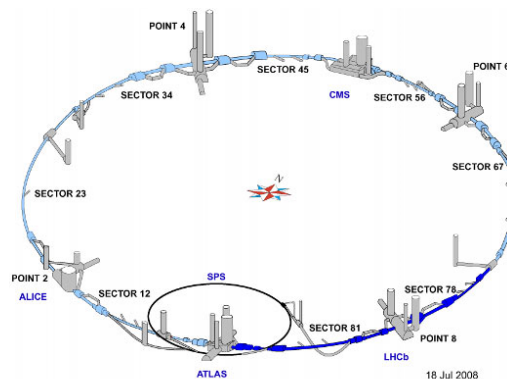 POINT 4
SECTOR 45
CMS
SECTOR 34
SECTOR 56
POINT 6
SECTOR 67
SECTOR 23
N
POINT 2
ALICE
SECTOR 12
SPS
SECTOR 78
SECTOR 81
POINT 8
LHCb
ATLAS
18 Jul 2008